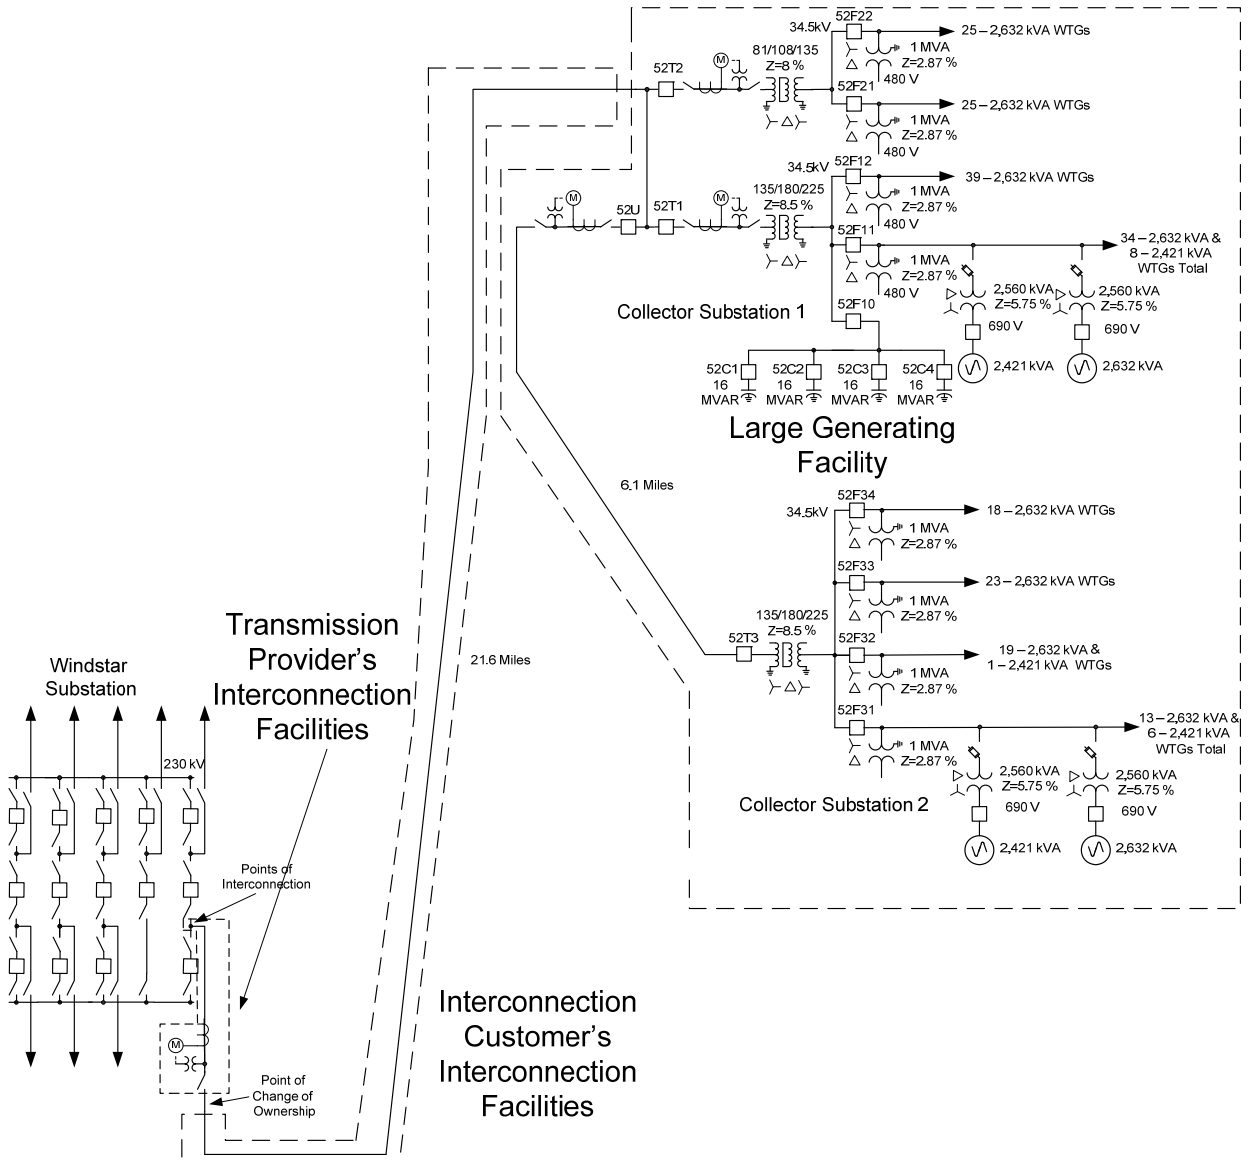 52F22
34.5kV
25 – 2,632 kVA WTGs
1 MVA
Z=2.87 %
480 V
81/108/135
Z=8 %
M
52T2
52F21
25 – 2,632 kVA WTGs
1 MVA
Z=2.87 %
480 V
52F12
34.5kV
39 – 2,632 kVA WTGs
1 MVA
Z=2.87 %
480 V
135/180/225
Z=8.5 %
M
M
52U
52T1
52F11
34 – 2,632 kVA &
8 – 2,421 kVA
WTGs Total
1 MVA
Z=2.87 %
480 V
2,560 kVA
Z=5.75 %
690 V
2,421 kVA
2,560 kVA
Z=5.75 %
690 V
2,632 kVA
Collector Substation 1
52F10
52C1
16
MVAR
52C2
16
MVAR
52C3
16
MVAR
52C4
16
MVAR
Large Generating
Facility
6.1 Miles
52F34
34.5kV
18 – 2,632 kVA WTGs
1 MVA
Z=2.87 %
52F33
23 – 2,632 kVA WTGs
1 MVA
Z=2.87 %
135/180/225
Z=8.5 %
52T3
52F32
19 – 2,632 kVA &
1 – 2,421 kVA WTGs
1 MVA
Z=2.87 %
52F31
13 – 2,632 kVA &
6 – 2,421 kVA
WTGs Total
1 MVA
Z=2.87 %
2,560 kVA
Z=5.75 %
690 V
2,421 kVA
2,560 kVA
Z=5.75 %
690 V
2,632 kVA
Collector Substation 2
21.6 Miles
Transmission
Provider's
Interconnection
Facilities
Windstar
Substation
230 kV
Points of
Interconnection
M
Point of
Change of
Ownership
Interconnection
Customer's
Interconnection
Facilities